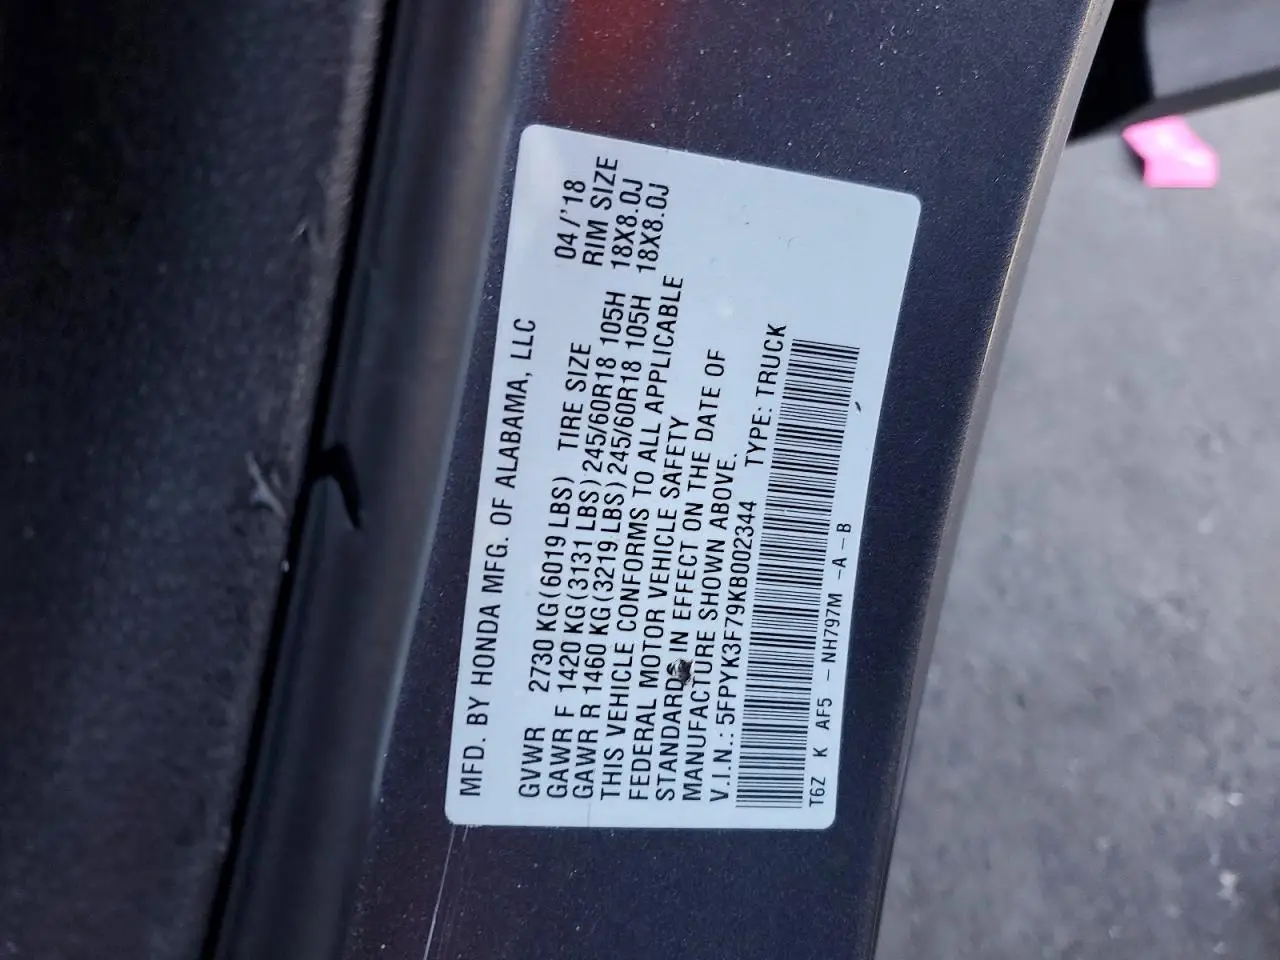 MFD. BY HONDA MFG. OF ALABAMA, LLC
04/'18
GVWR 2730 KG(6019 LBS) TIRE SIZE RIM SIZE
GAWR F 1420 KG(3131 LBS)245/60R18 105H 18X8.0J
GAWR R 1460 KG(3219 LBS)245/60R18 105H 18X8.0J
THIS VEHICLE CONFORMS TO ALL APPLICABLE
FEDERAL MOTOR VEHICLE SAFETY
STANDARDS IN EFFECT ON THE DATE OF
MANUFACTURE SHOWN ABOVE.
V.I.N.: 5FPYK3F79KB002344 TYPE: TRUCK
T6Z K AF5 - NH797M -A -B